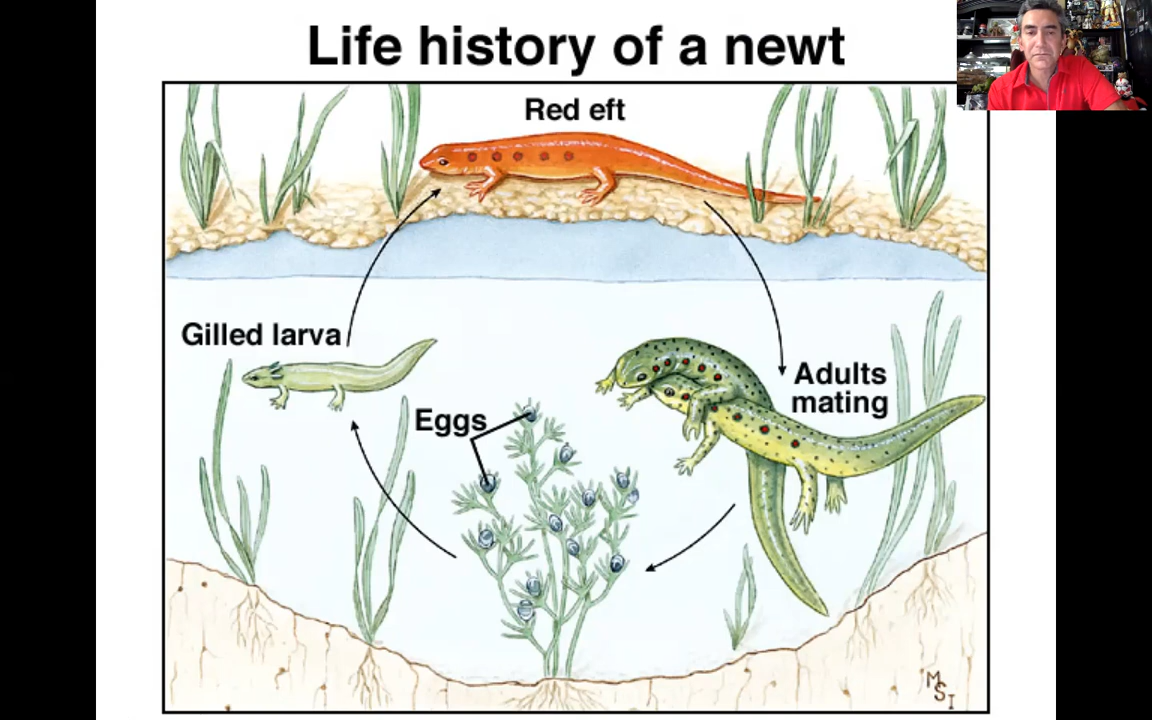 Life history of a newt
Red eft
Gilled larva
Eggs
Adults
mating
MSI